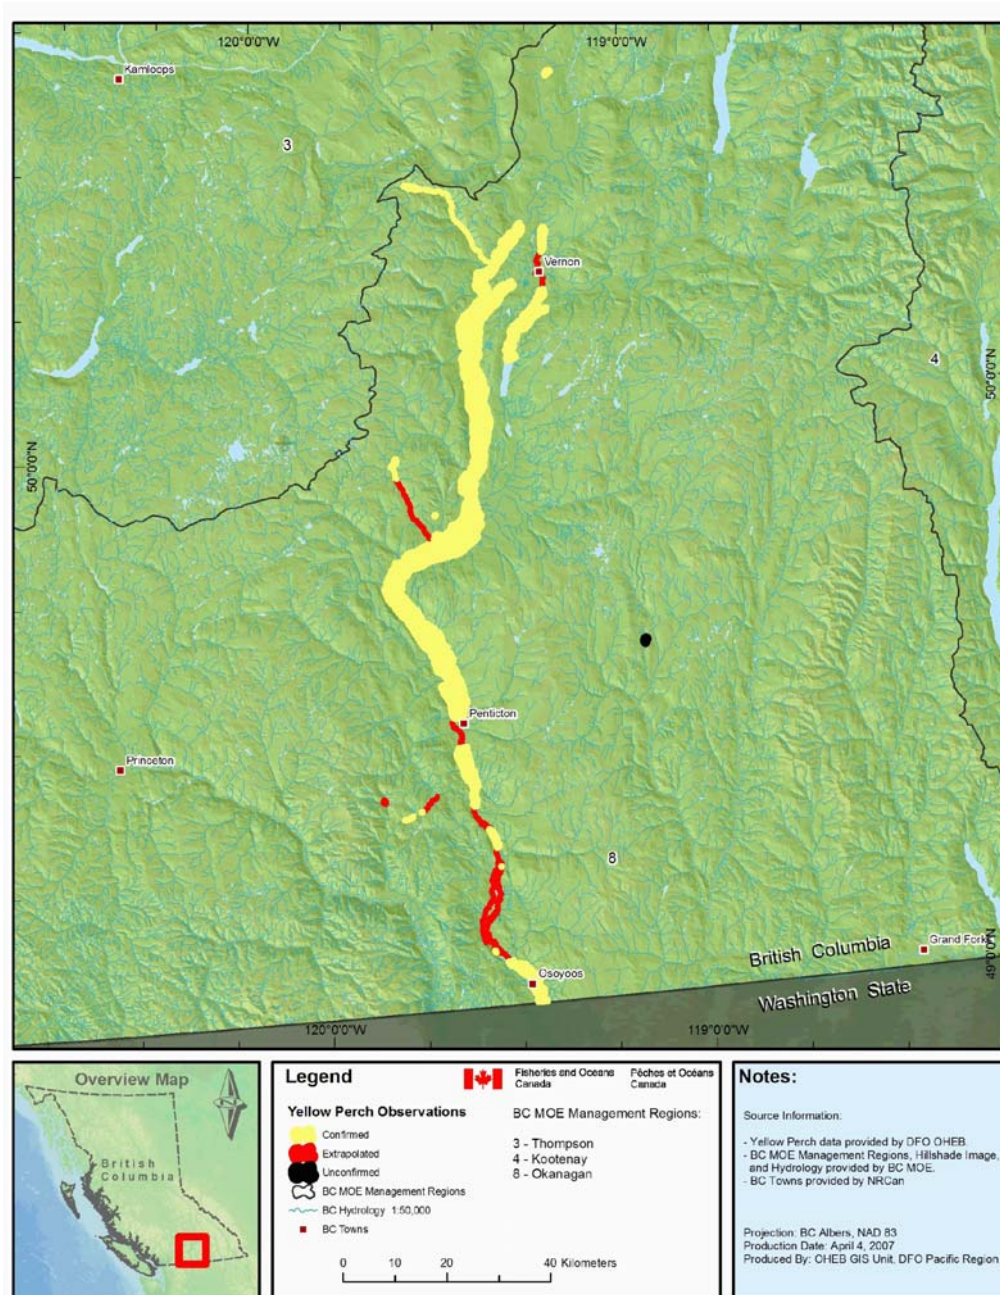 120°0'0"W
119°0'0"W
Kamloops
3
Vernon
4
50°0'0"N
50°0'0"N
Penticton
Princeton
8
British Columbia
Grand Fork
49°0'0"N
Osoyoos
Washington State
120°0'0"W
119°0'0"W
Overview Map
British
Columbia
Legend
Fisheries and Oceans
Canada
Pêches et Océans
Canada
Yellow Perch Observations
Confirmed
Extrapolated
Unconfirmed
BC MOE Management Regions
BC Hydrology 1:50,000
BC Towns
BC MOE Management Regions:
3 - Thompson
4 - Kootenay
8 - Okanagan
0 10 20 40 Kilometers
Notes:
Source Information:
- Yellow Perch data provided by DFO OHEB.
- BC MOE Management Regions, Hillshade Image,
and Hydrology provided by BC MOE.
- BC Towns provided by NRCan
Projection: BC Albers, NAD 83
Production Date: April 4, 2007
Produced By: OHEB GIS Unit, DFO Pacific Region